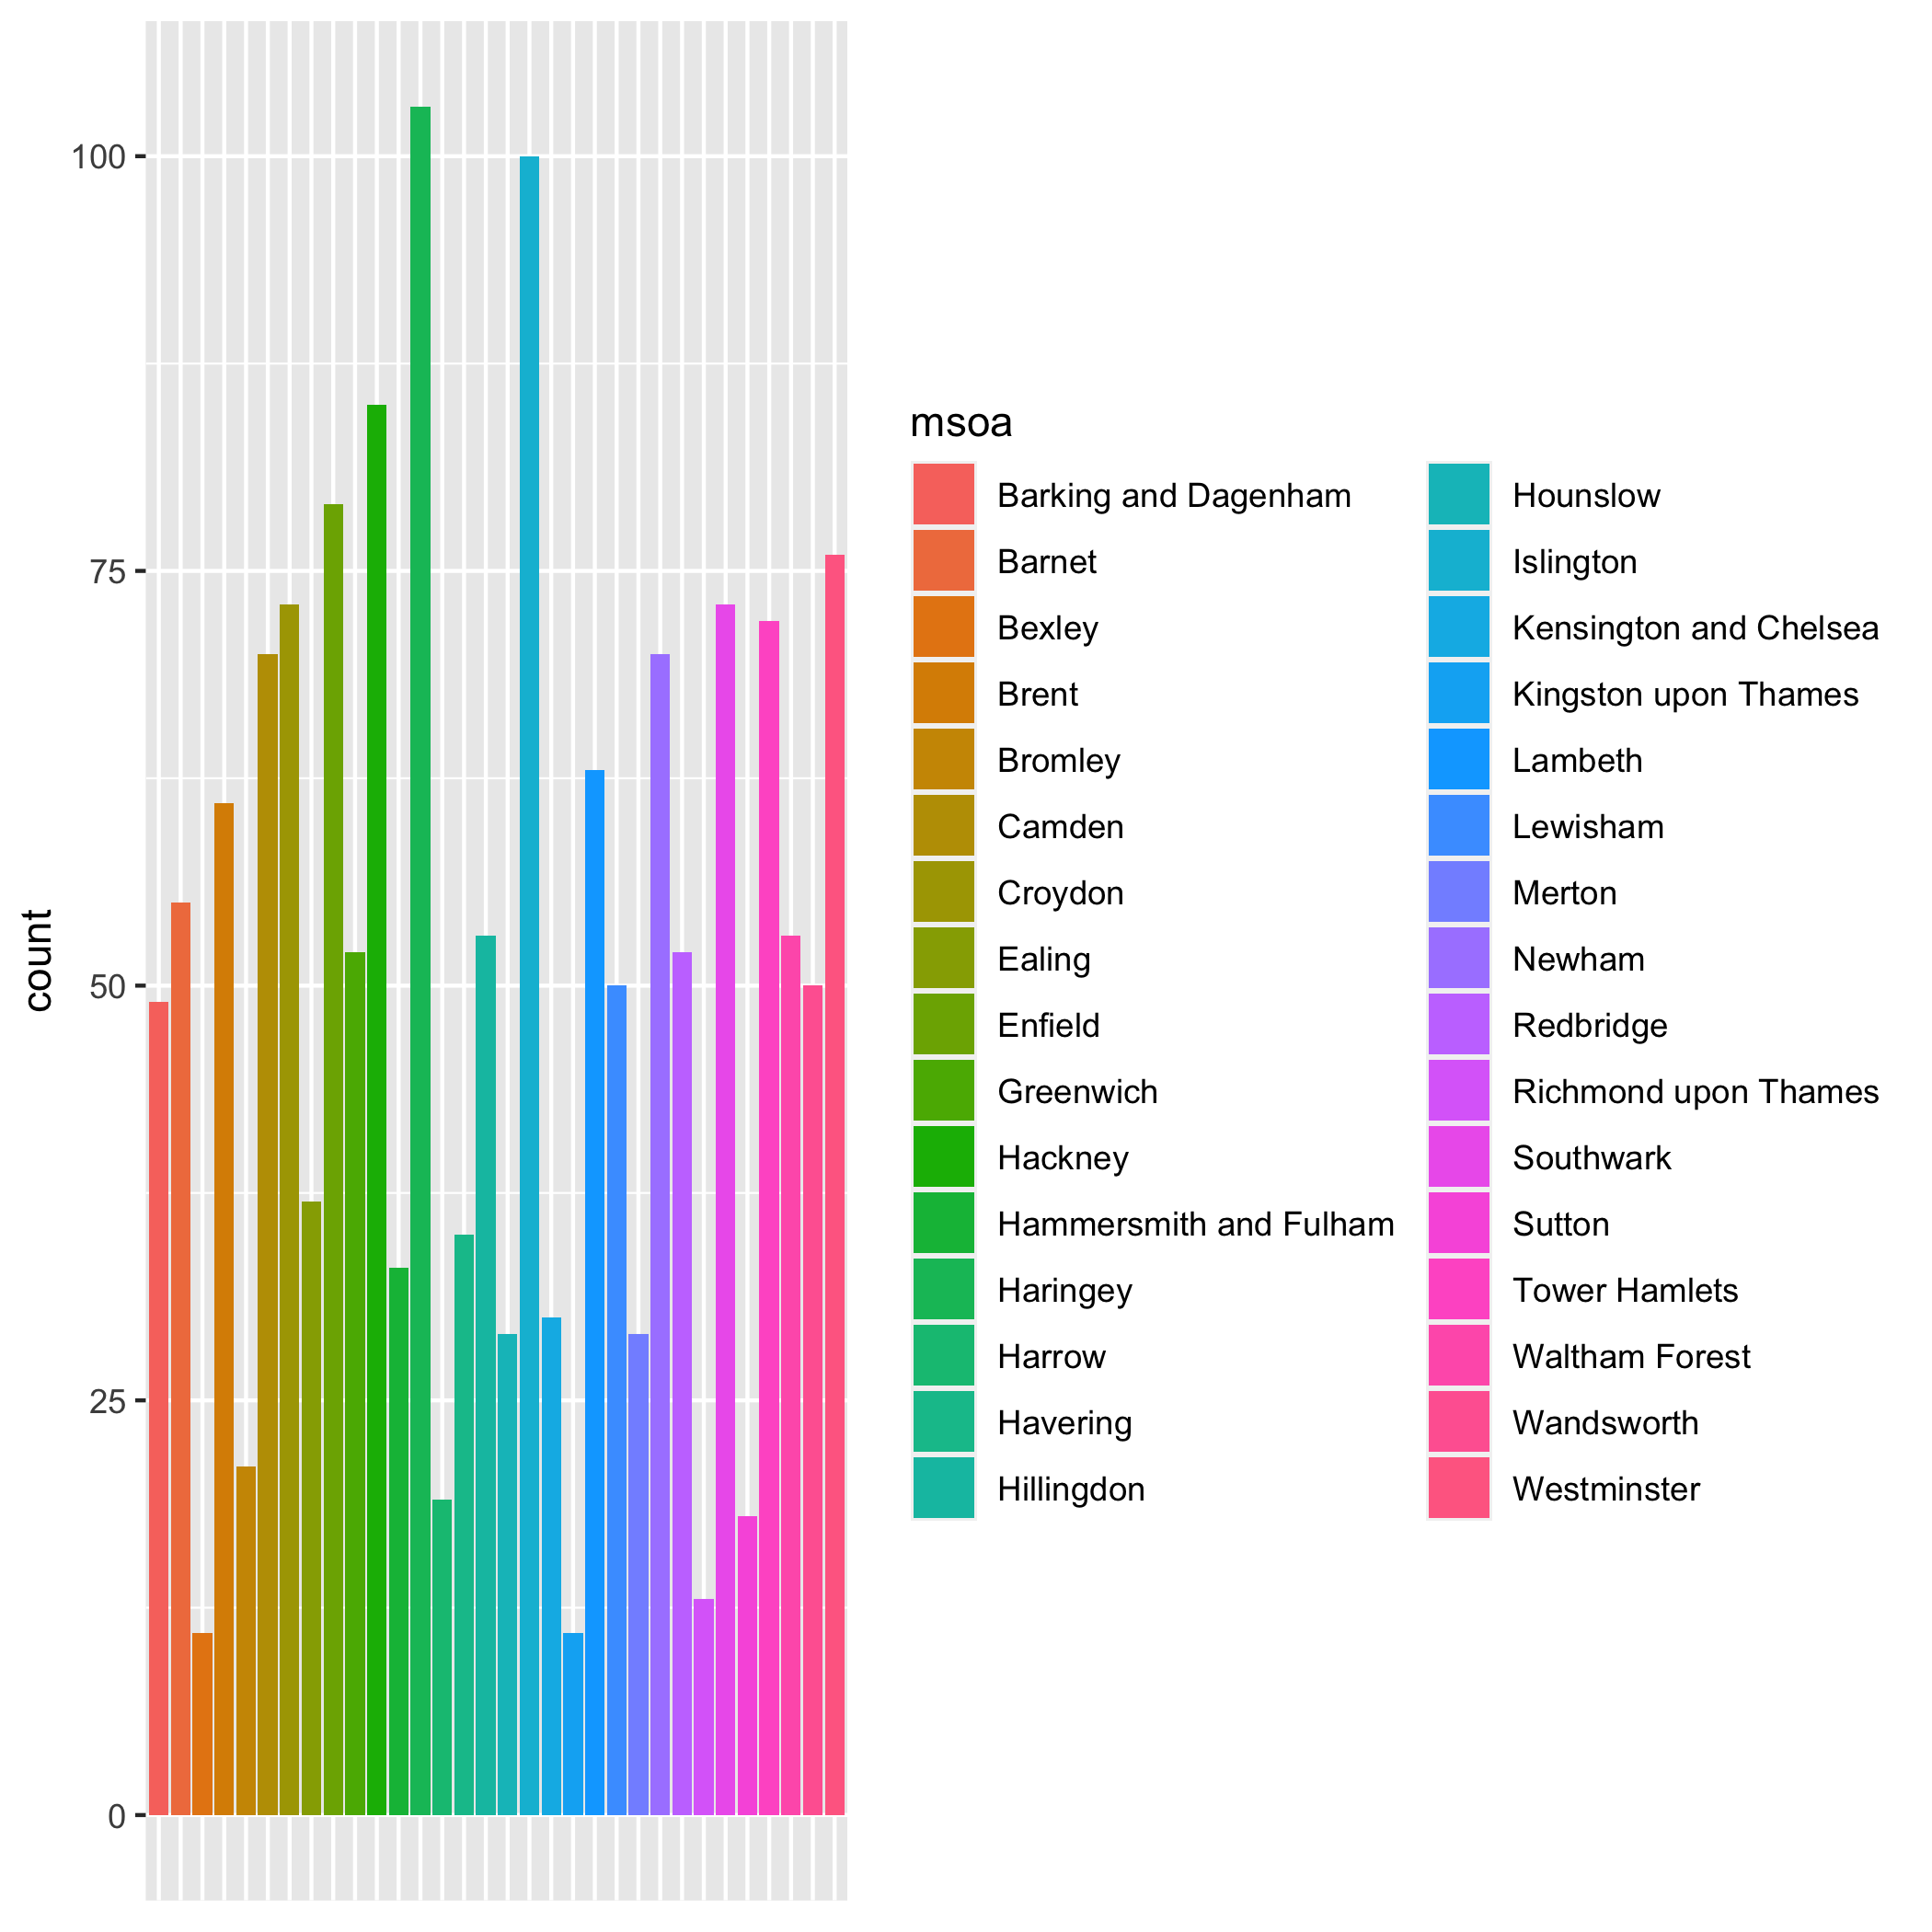 count
100
75
50
25
0
msoa
Barking and Dagenham
Barnet
Bexley
Brent
Bromley
Camden
Croydon
Ealing
Enfield
Greenwich
Hackney
Hammersmith and Fulham
Haringey
Harrow
Havering
Hillingdon
Hounslow
Islington
Kensington and Chelsea
Kingston upon Thames
Lambeth
Lewisham
Merton
Newham
Redbridge
Richmond upon Thames
Southwark
Sutton
Tower Hamlets
Waltham Forest
Wandsworth
Westminster